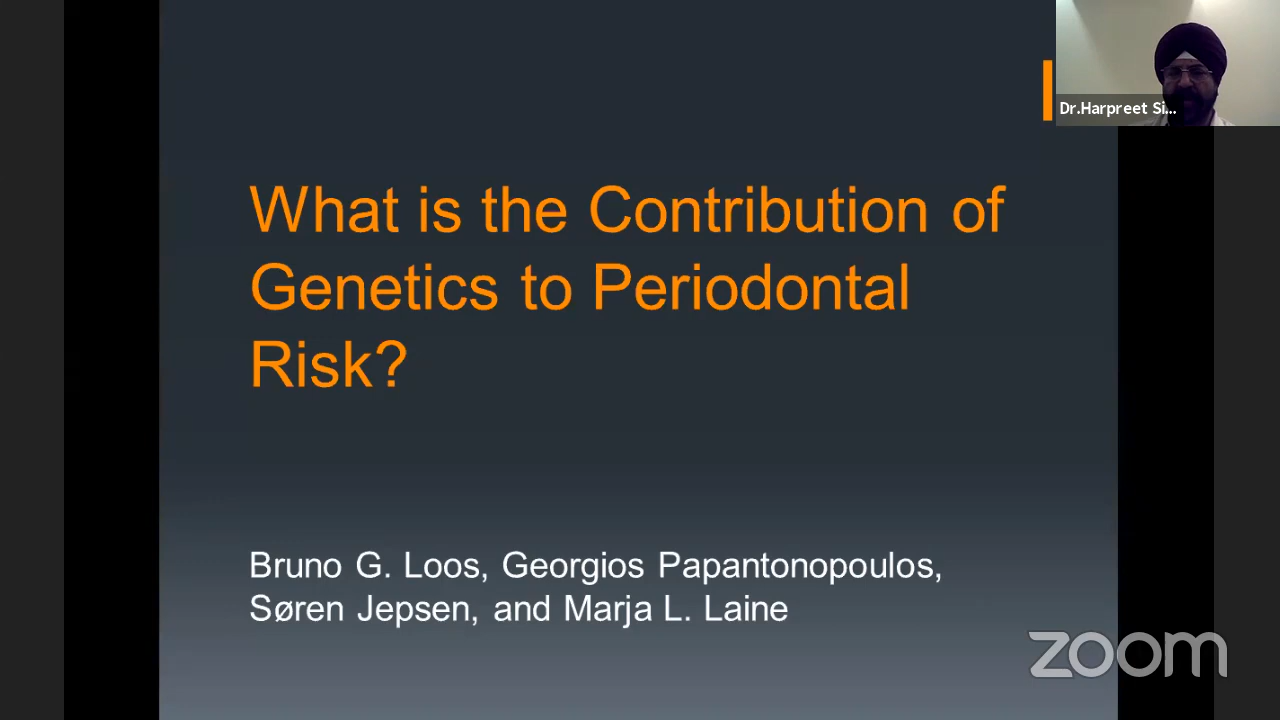 Dr.Harpreet Si...
What is the Contribution of
Genetics to Periodontal
Risk?
Bruno G. Loos, Georgios Papantonopoulos,
Søren Jepsen, and Marja L. Laine
zoom